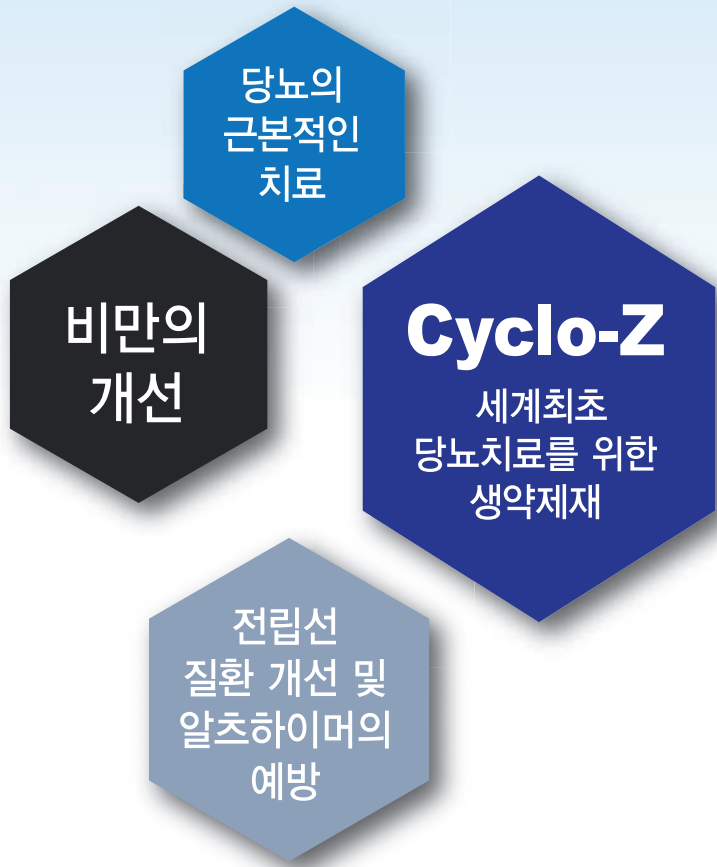 당뇨의
근본적인
치료
비만의
개선
Cyclo-Z
세계최초
당뇨치료를 위한
생약제재
전립선
질환 개선 및
알츠하이머의
예방